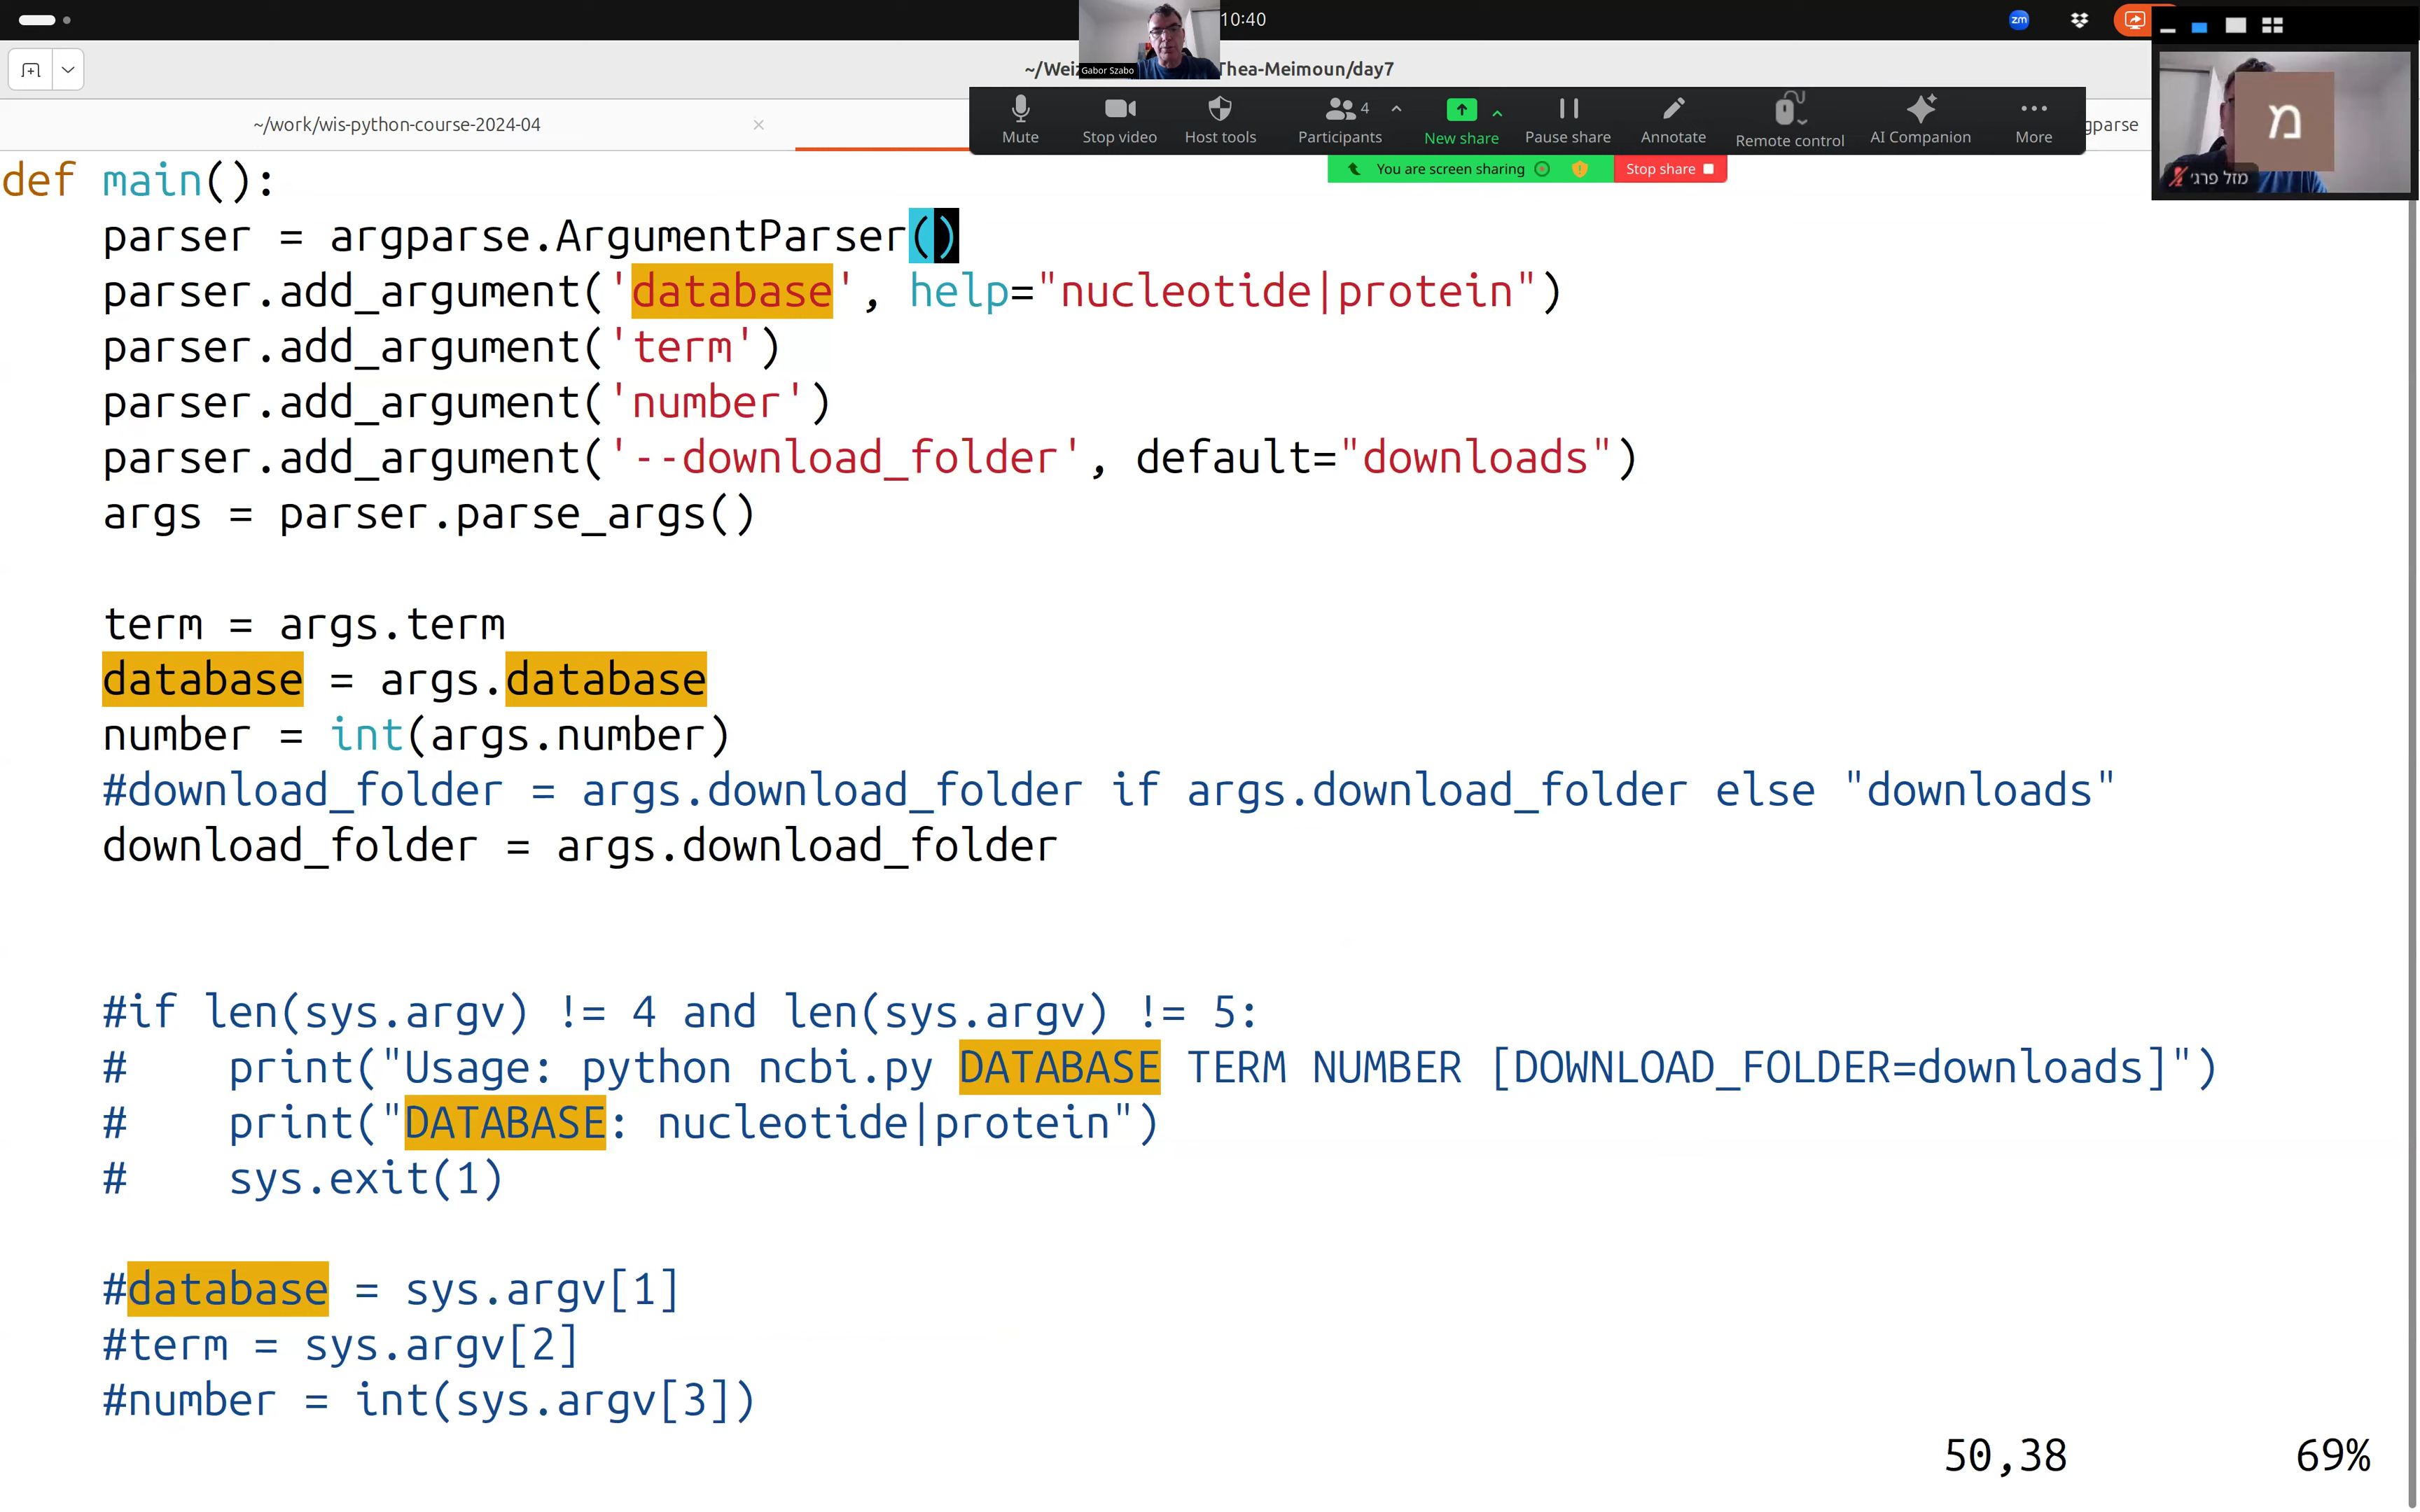 10:40
zm
~/Wei
Thea-Meimoun/day7
Gabor Szabo
~/work/wis-python-course-2024-04
gparse
Mute
Stop video
Host tools
Participants
4
New share
Pause share
Annotate
Remote control
AI Companion
More
You are screen sharing
Stop share
מ
מזל פרג'
def main():
    parser = argparse.ArgumentParser()
    parser.add_argument('database', help="nucleotide|protein")
    parser.add_argument('term')
    parser.add_argument('number')
    parser.add_argument('--download_folder', default="downloads")
    args = parser.parse_args()
    term = args.term
    database = args.database
    number = int(args.number)
    #download_folder = args.download_folder if args.download_folder else "downloads"
    download_folder = args.download_folder
    #if len(sys.argv) != 4 and len(sys.argv) != 5:
    #    print("Usage: python ncbi.py DATABASE TERM NUMBER [DOWNLOAD_FOLDER=downloads]")
    #    print("DATABASE: nucleotide|protein")
    #    sys.exit(1)
    #database = sys.argv[1]
    #term = sys.argv[2]
    #number = int(sys.argv[3])
50,38
69%